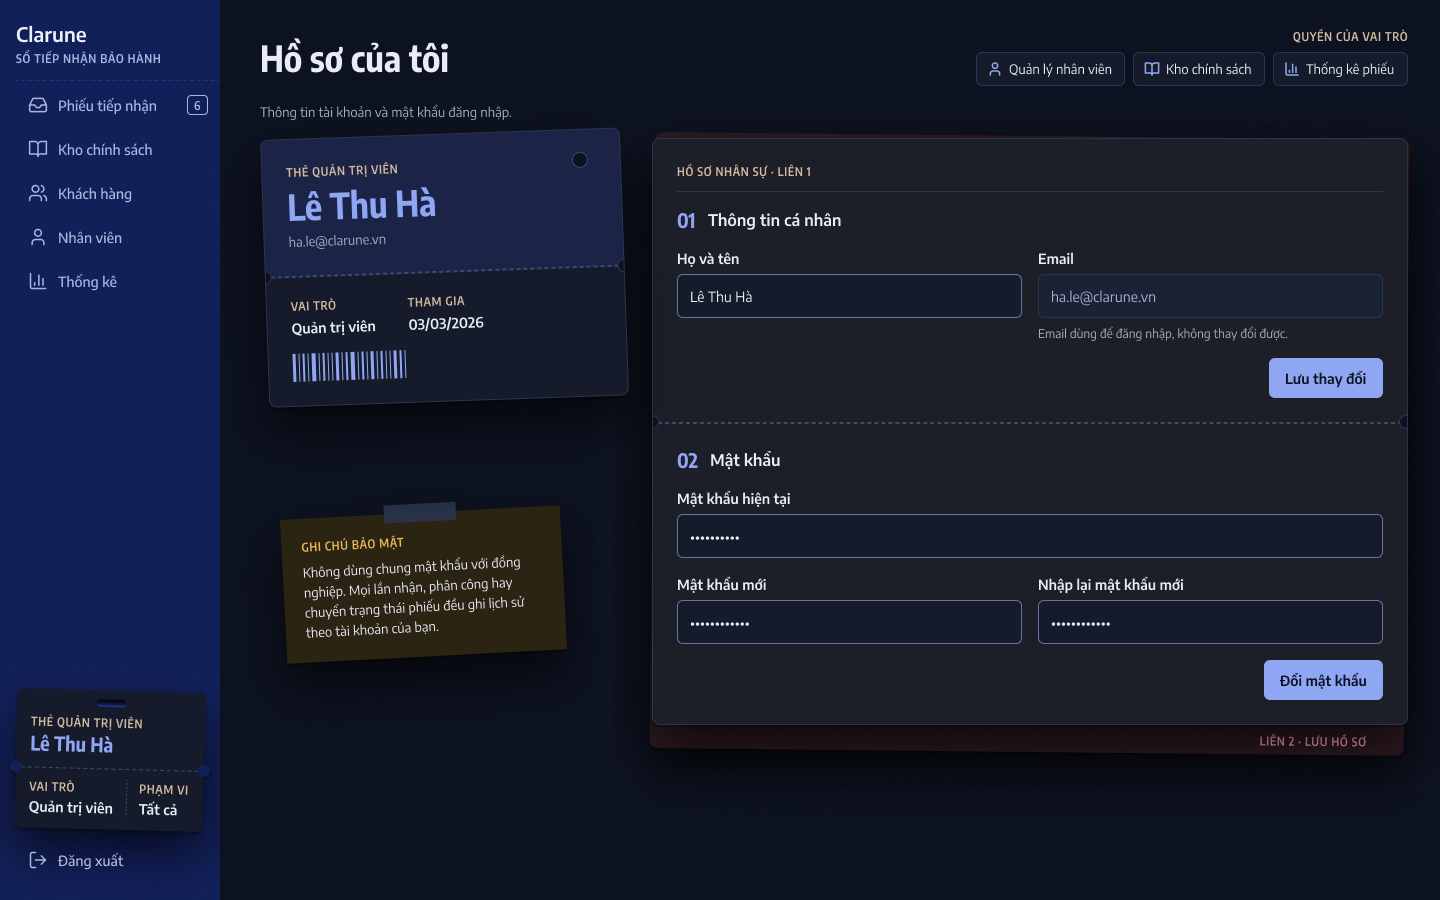 Clarune
SỔ TIẾP NHẬN BẢO HÀNH
Phiếu tiếp nhận
6
Kho chính sách
Khách hàng
Nhân viên
Thống kê
THẺ QUẢN TRỊ VIÊN
Lê Thu Hà
VAI TRÒ
PHẠM VI
Quản trị viên
Tất cả
Đăng xuất
Hồ sơ của tôi
Thông tin tài khoản và mật khẩu đăng nhập.
QUYỀN CỦA VAI TRÒ
Quản lý nhân viên
Kho chính sách
Thống kê phiếu
THẺ QUẢN TRỊ VIÊN
Lê Thu Hà
ha.le@clarune.vn
VAI TRÒ
THAM GIA
Quản trị viên
03/03/2026
GHI CHÚ BẢO MẬT
Không dùng chung mật khẩu với đồng
nghiệp. Mọi lần nhận, phân công hay
chuyển trạng thái phiếu đều ghi lịch sử
theo tài khoản của bạn.
HỒ SƠ NHÂN SỰ · LIÊN 1
01 Thông tin cá nhân
Họ và tên
Email
Lê Thu Hà
ha.le@clarune.vn
Email dùng để đăng nhập, không thay đổi được.
Lưu thay đổi
02 Mật khẩu
Mật khẩu hiện tại
••••••••••
Mật khẩu mới
Nhập lại mật khẩu mới
••••••••••••
••••••••••••
Đổi mật khẩu
LIÊN 2 · LƯU HỒ SƠ